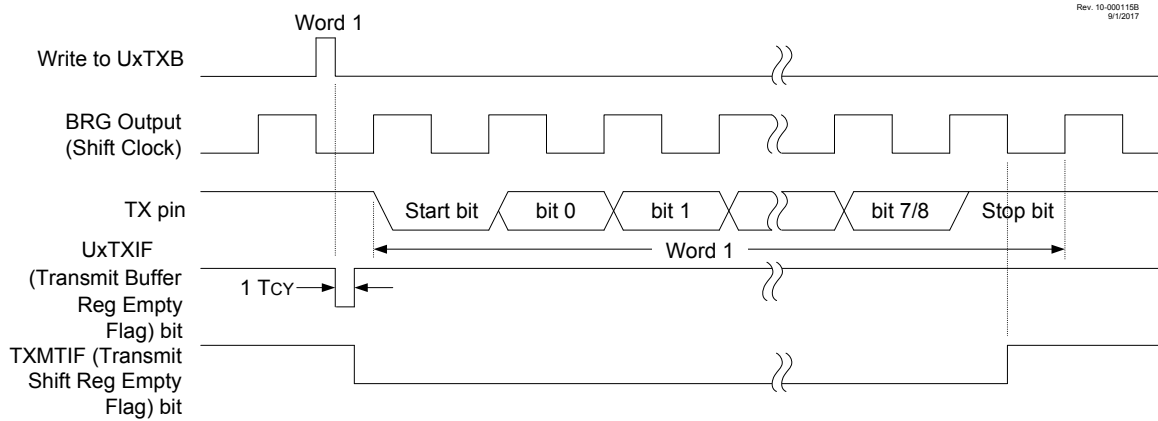 Rev. 10-000115B
9/1/2017
Word 1
Write to UxTXB
BRG Output
(Shift Clock)
TX pin
Start bit
bit 0
bit 1
bit 7/8
Stop bit
Word 1
UxTXIF
(Transmit Buffer
Reg Empty
Flag) bit
1 TCY
TXMTIF (Transmit
Shift Reg Empty
Flag) bit